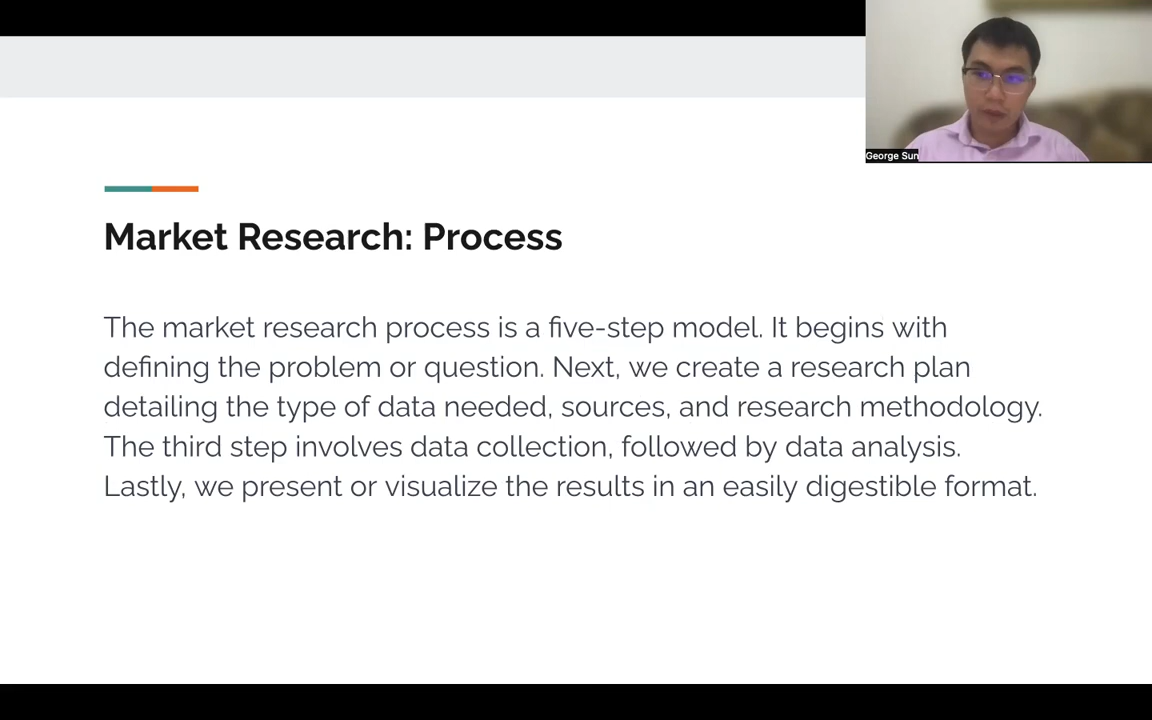 George Sun
Market Research: Process
The market research process is a five-step model. It begins with
defining the problem or question. Next, we create a research plan
detailing the type of data needed, sources, and research methodology.
The third step involves data collection, followed by data analysis.
Lastly, we present or visualize the results in an easily digestible format.